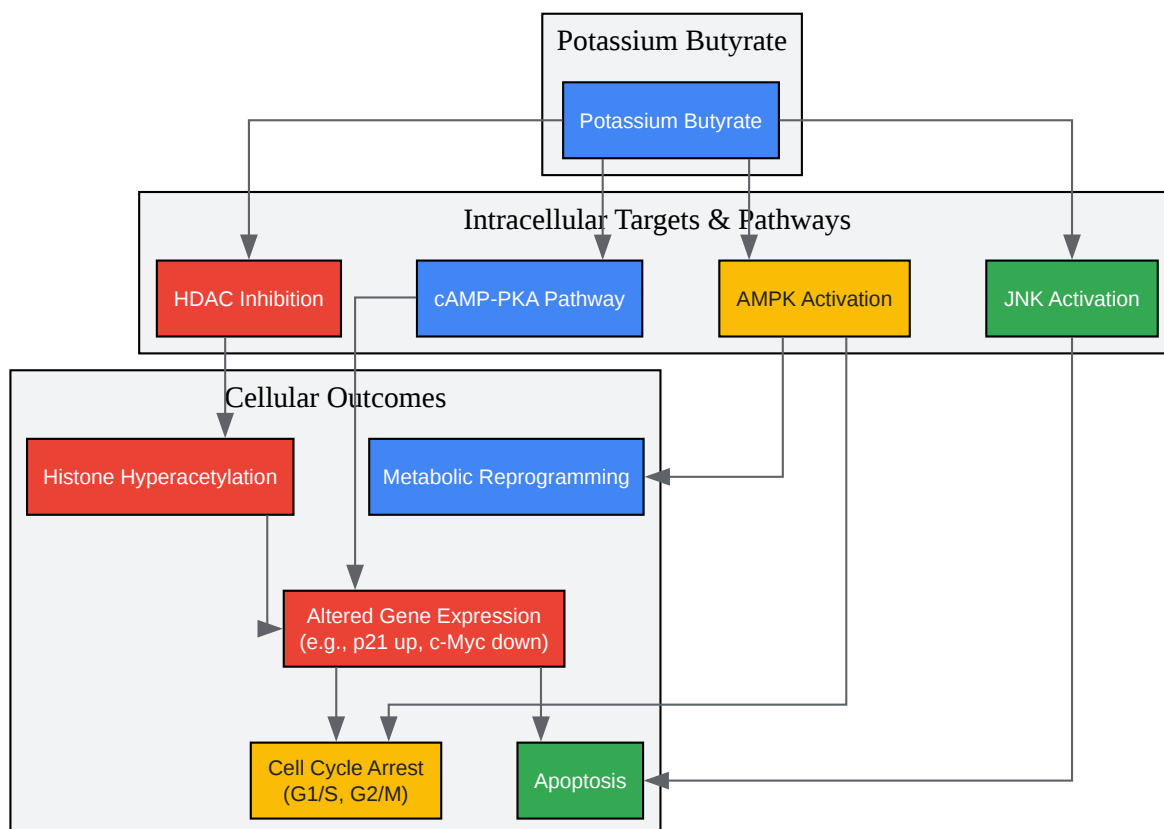 Potassium Butyrate
Potassium Butyrate
Intracellular Targets & Pathways
HDAC Inhibition
cAMP-PKA Pathway
AMPK Activation
JNK Activation
Cellular Outcomes
Histone Hyperacetylation
Metabolic Reprogramming
Altered Gene Expression
(e.g., p21 up, c-Myc down)
Cell Cycle Arrest
(G1/S, G2/M)
Apoptosis